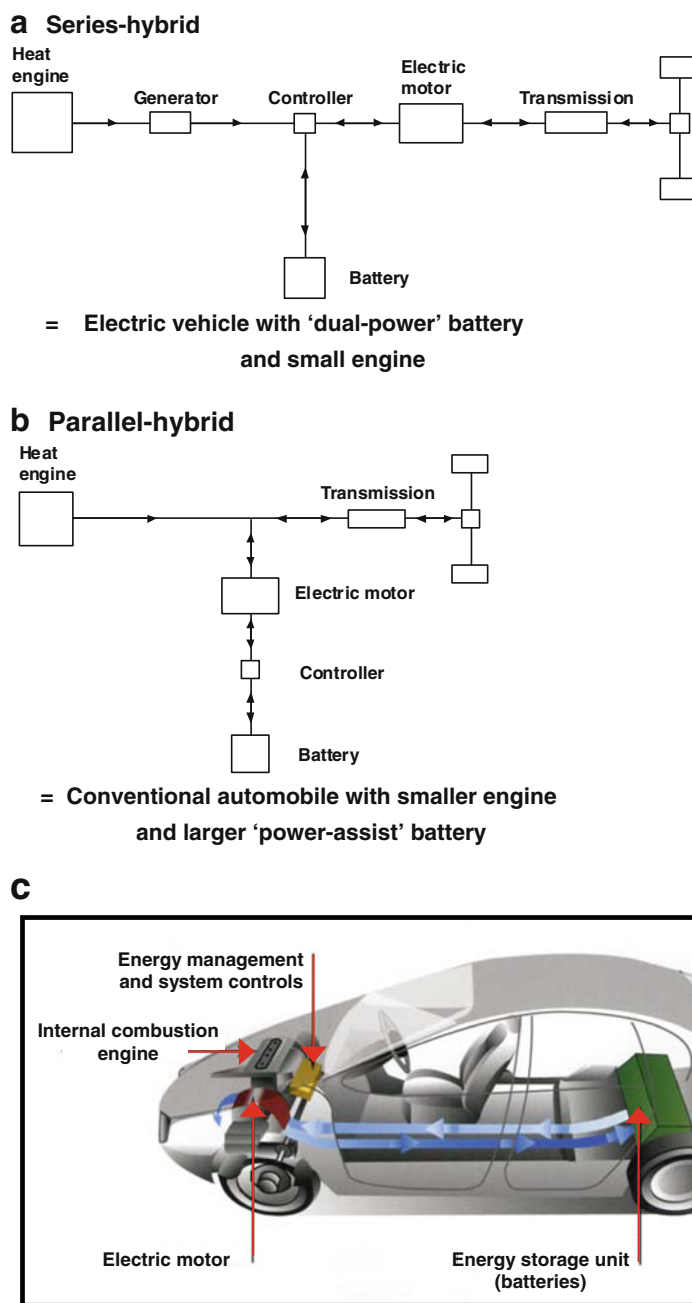 a Series-hybrid
Heat
engine
Generator
Controller
Electric
motor
Transmission
Battery
= Electric vehicle with ‘dual-power’ battery
and small engine
b Parallel-hybrid
Heat
engine
Transmission
Electric motor
Controller
Battery
= Conventional automobile with smaller engine
and larger ‘power-assist’ battery
c
Energy management
and system controls
Internal combustion
engine
Electric motor
Energy storage unit
(batteries)